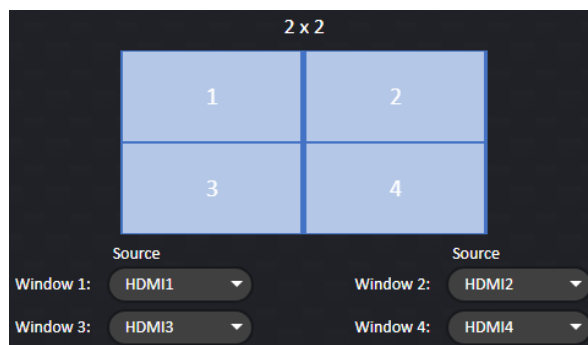 2 x 2
1 2
3 4
Source Source
Window 1: HDMI1 Window 2: HDMI2
Window 3: HDMI3 Window 4: HDMI4